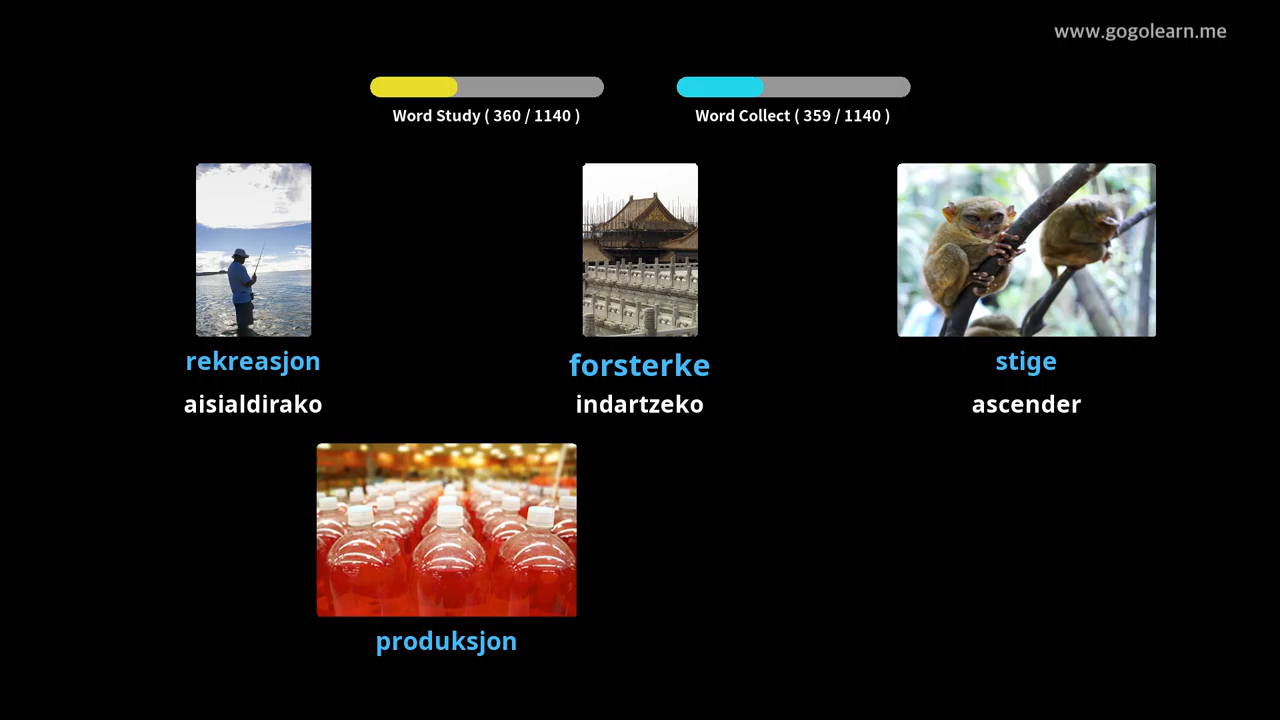 www.gogolearn.me
Word Study ( 360 / 1140 )
Word Collect ( 359 / 1140 )
rekreasjon
forsterke
stige
aisialdirako
indartzeko
ascender
produksjon